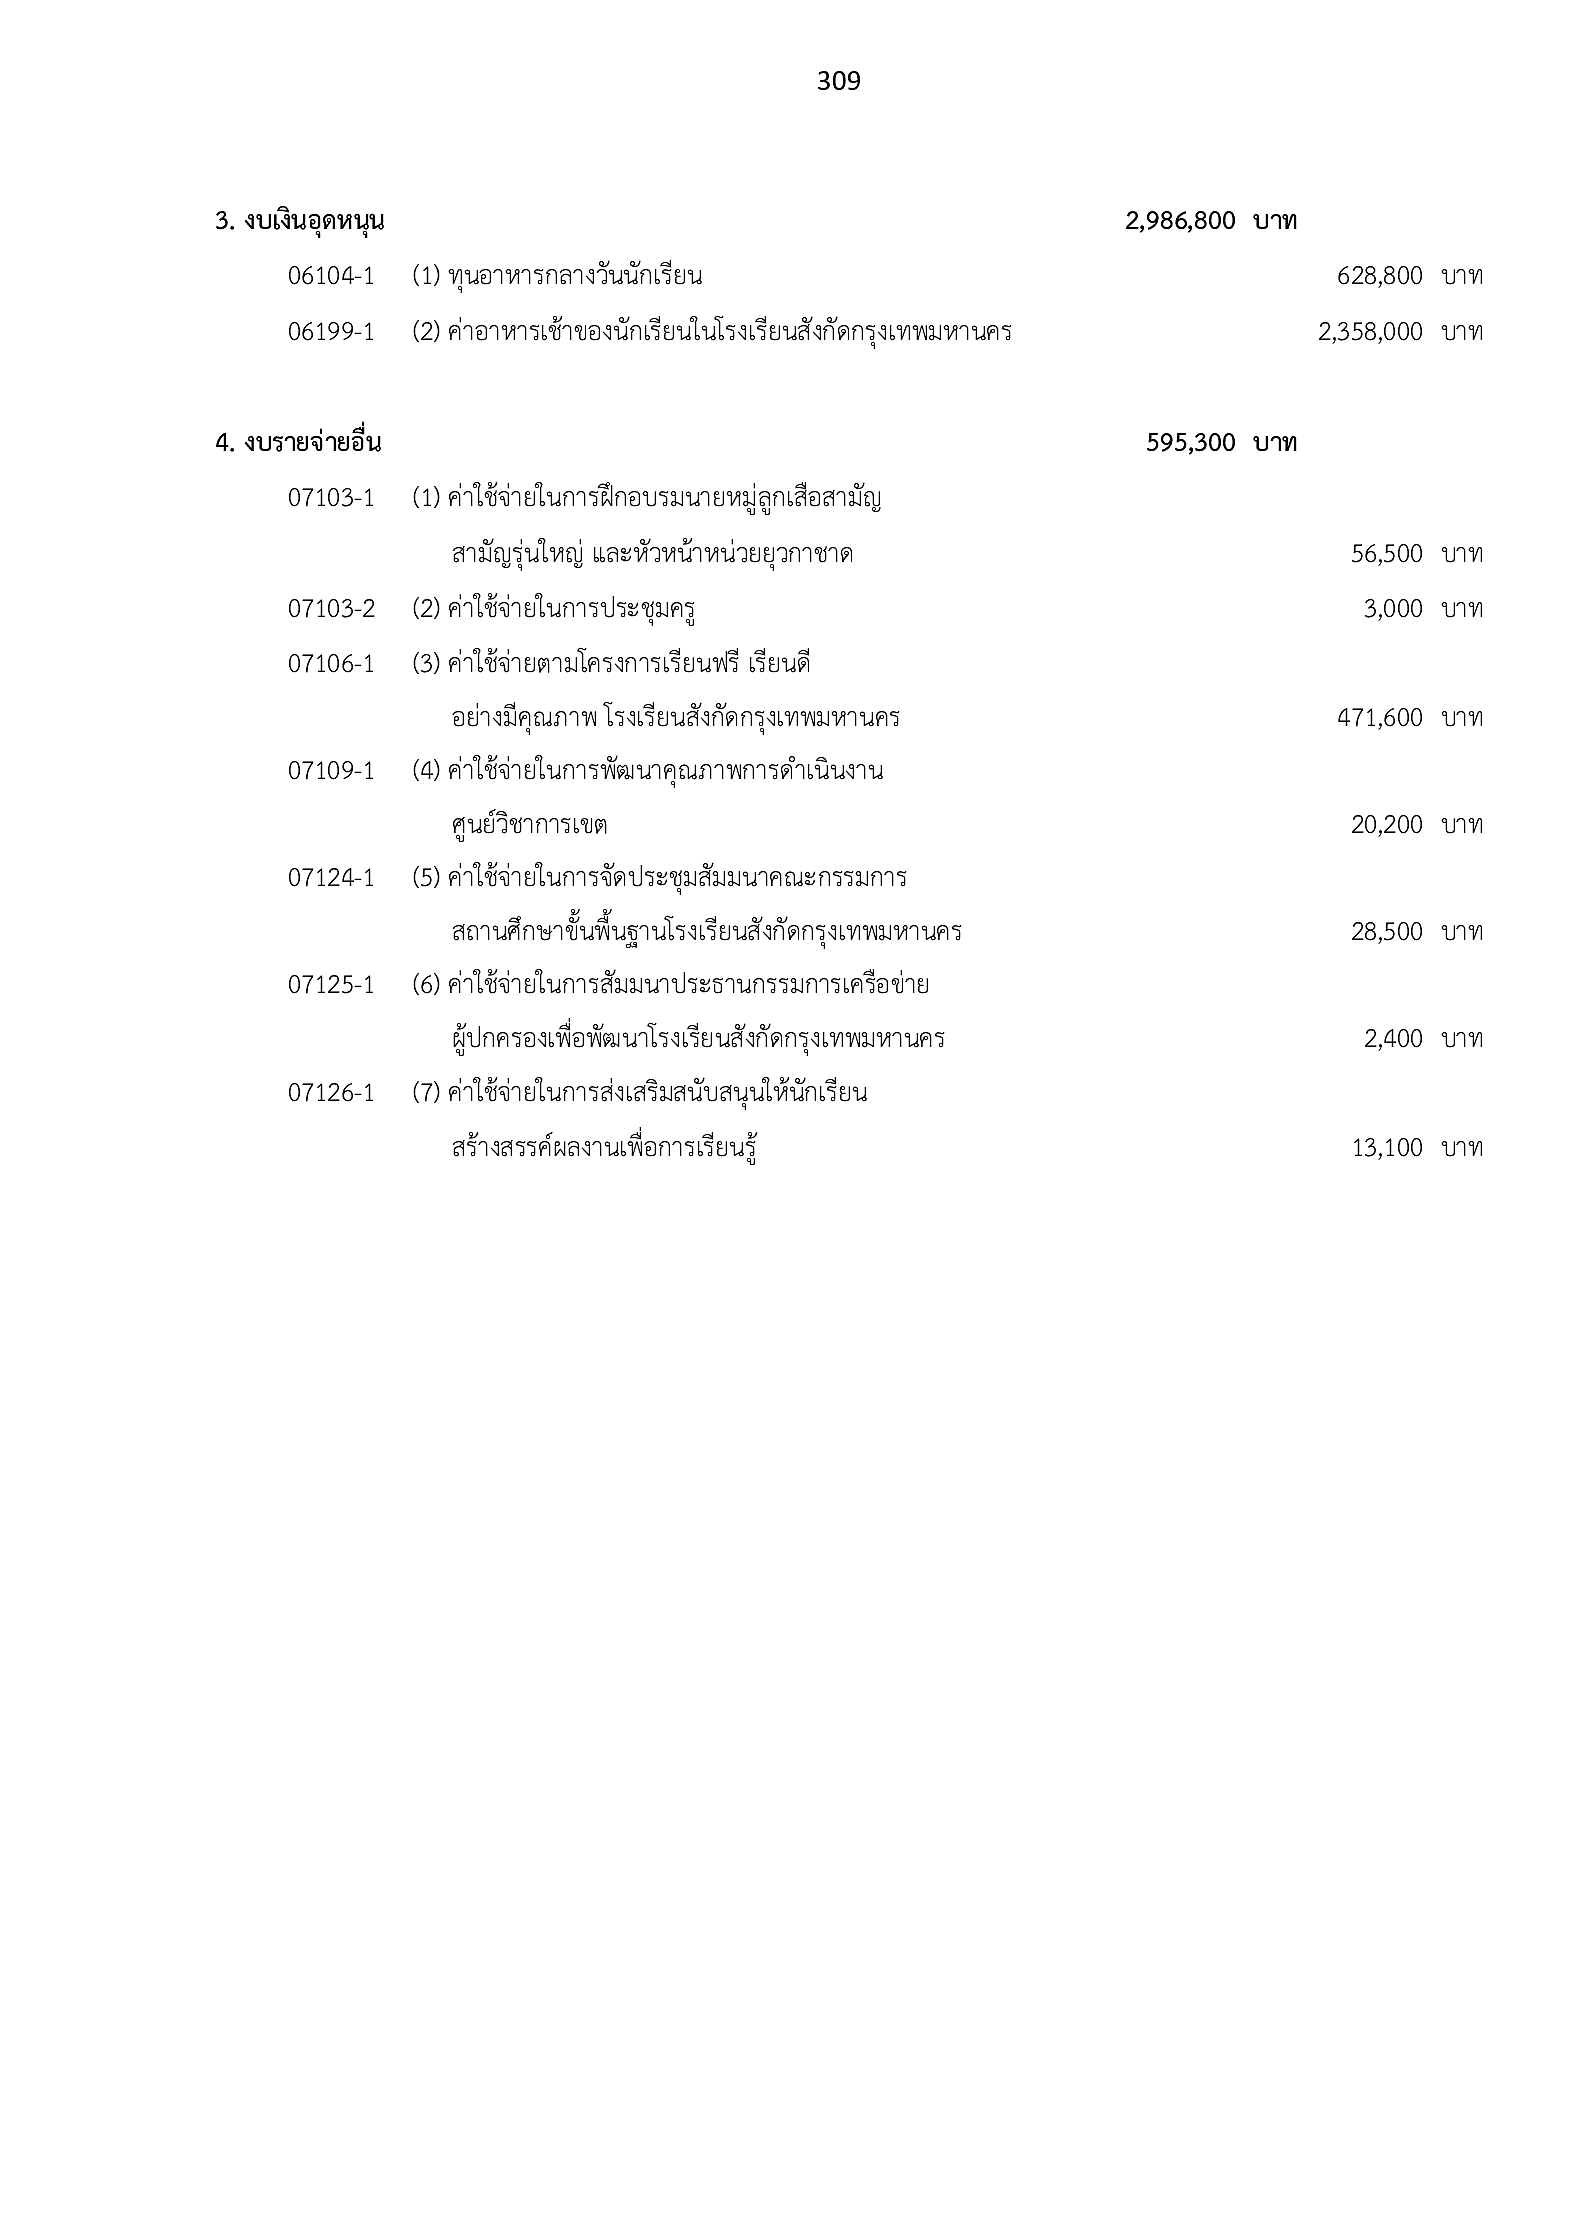 309
3. งบเงินอุดหนุน 2,986,800 บาท
06104-1 (1) ทุนอาหารกลางวันนักเรียน 628,800 บาท
06199-1 (2) ค่าอาหารเช้าของนักเรียนในโรงเรียนสังกัดกรุงเทพมหานคร 2,358,000 บาท
4. งบรายจ่ายอื่น 595,300 บาท
07103-1 (1) ค่าใช้จ่ายในการฝึกอบรมนายหมู่ลูกเสือสามัญ
สามัญรุ่นใหญ่ และหัวหน้าหน่วยยุวกาชาด 56,500 บาท
07103-2 (2) ค่าใช้จ่ายในการประชุมครู 3,000 บาท
07106-1 (3) ค่าใช้จ่ายตามโครงการเรียนฟรี เรียนดี
อย่างมีคุณภาพ โรงเรียนสังกัดกรุงเทพมหานคร 471,600 บาท
07109-1 (4) ค่าใช้จ่ายในการพัฒนาคุณภาพการดำเนินงาน
ศูนย์วิชาการเขต 20,200 บาท
07124-1 (5) ค่าใช้จ่ายในการจัดประชุมสัมมนาคณะกรรมการ
สถานศึกษาขั้นพื้นฐานโรงเรียนสังกัดกรุงเทพมหานคร 28,500 บาท
07125-1 (6) ค่าใช้จ่ายในการสัมมนาประธานกรรมการเครือข่าย
ผู้ปกครองเพื่อพัฒนาโรงเรียนสังกัดกรุงเทพมหานคร 2,400 บาท
07126-1 (7) ค่าใช้จ่ายในการส่งเสริมสนับสนุนให้นักเรียน
สร้างสรรค์ผลงานเพื่อการเรียนรู้ 13,100 บาท